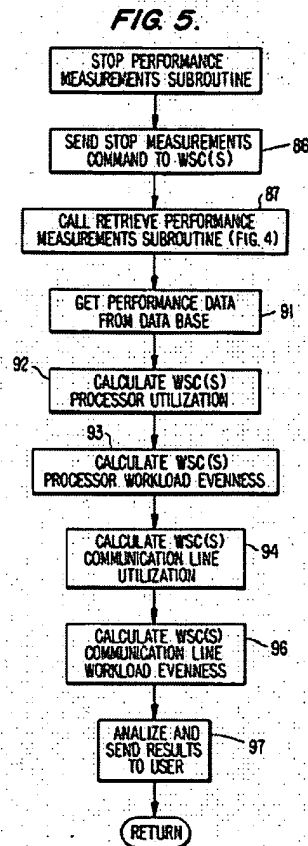 FIG. 5.
STOP PERFORMANCE
MEASUREMENTS SUBROUTINE
SEND STOP MEASUREMENTS
COMMAND TO WSC(S)
86
87
CALL RETRIEVE PERFORMANCE
MEASUREMENTS SUBROUTINE (FIG. 4)
GET PERFORMANCE DATA
FROM DATA BASE
91
92
CALCULATE WSC(S)
PROCESSOR UTILIZATION
93
CALCULATE WSC(S)
PROCESSOR WORKLOAD EVENNESS
CALCULATE WSC(S)
COMMUNICATION LINE
UTILIZATION
94
CALCULATE WSC(S)
COMMUNICATION LINE
WORKLOAD EVENNESS
96
ANALIZE AND
SEND RESULTS
TO USER
97
RETURN